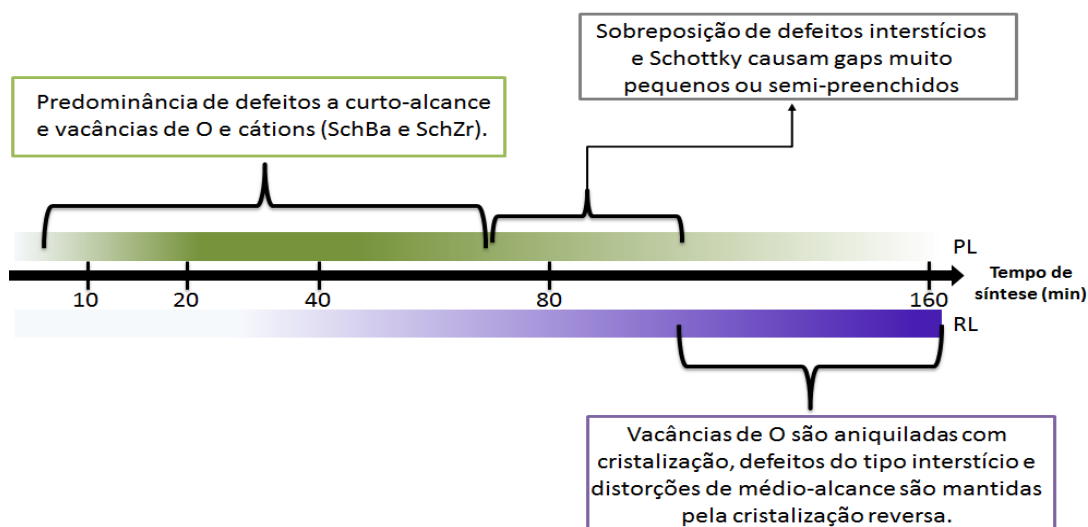 Sobreposição de defeitos interstícios
e Schottky causam gaps muito
pequenos ou semi-preenchidos
Predominância de defeitos a curto-alcance
e vacâncias de O e cátions (SchBa e SchZr).
PL
10
20
40
80
160
Tempo de
síntese (min)
RL
Vacâncias de O são aniquiladas com
cristalização, defeitos do tipo interstício e
distorções de médio-alcance são mantidas
pela cristalização reversa.